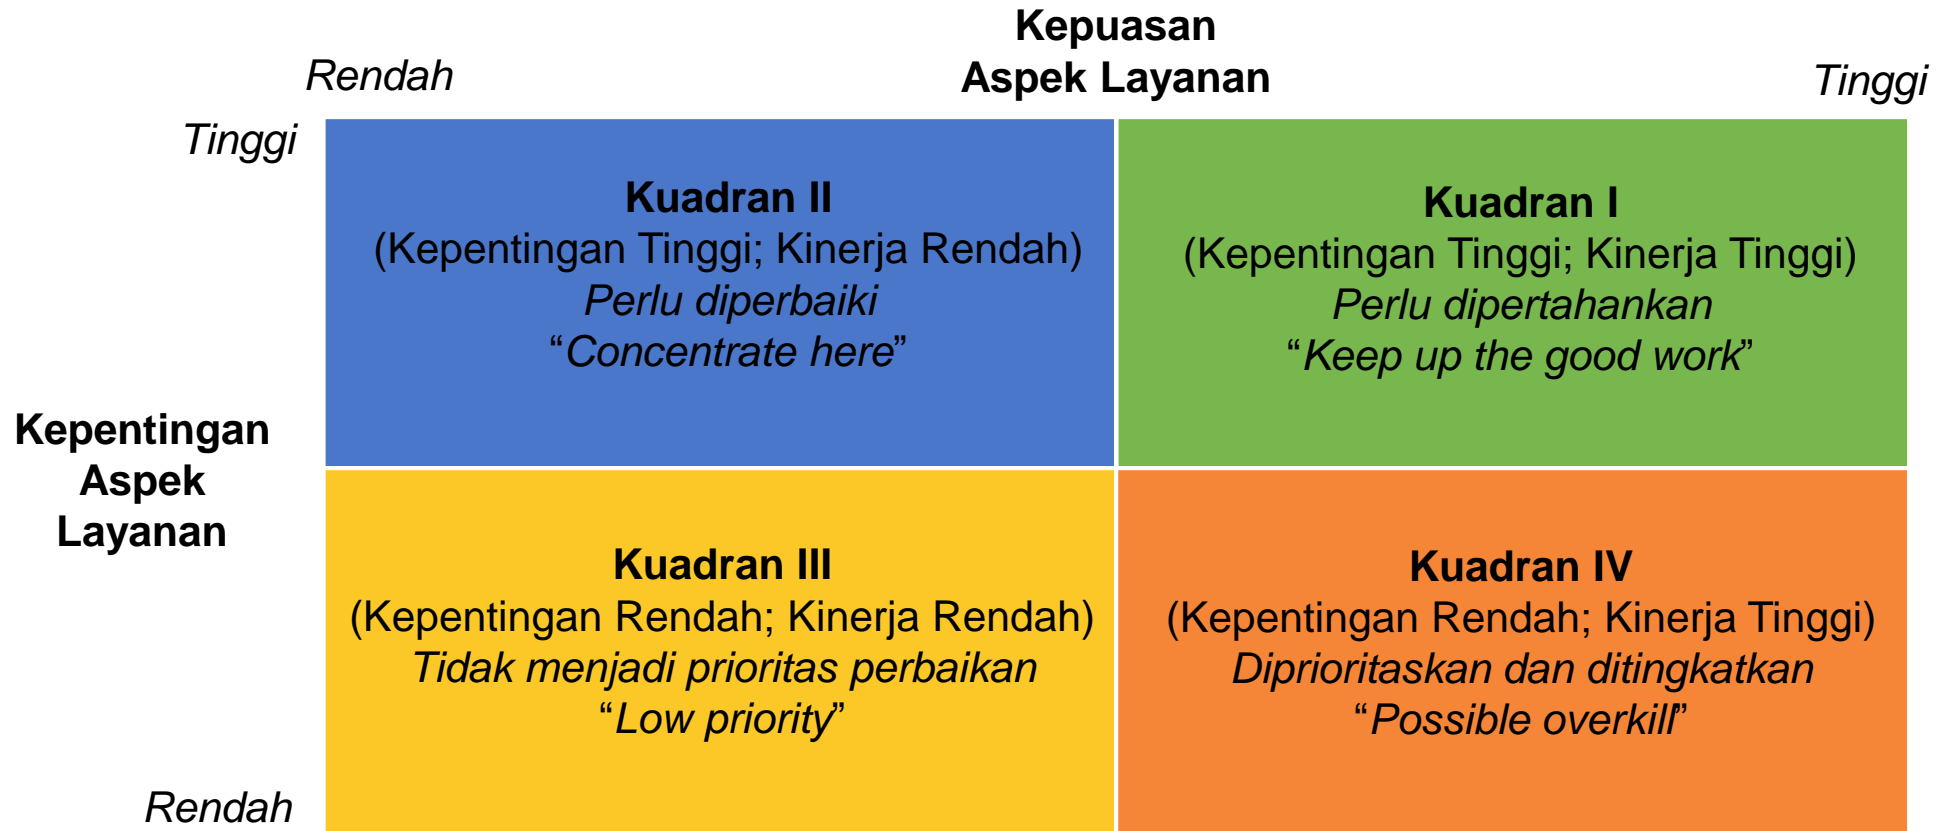 Kepuasan
Aspek Layanan
Rendah
Tinggi
Tinggi
Kuadran II
(Kepentingan Tinggi; Kinerja Rendah)
Perlu diperbaiki
“Concentrate here”
Kuadran I
(Kepentingan Tinggi; Kinerja Tinggi)
Perlu dipertahankan
“Keep up the good work”
Kepentingan
Aspek
Layanan
Kuadran III
(Kepentingan Rendah; Kinerja Rendah)
Tidak menjadi prioritas perbaikan
“Low priority”
Kuadran IV
(Kepentingan Rendah; Kinerja Tinggi)
Diprioritaskan dan ditingkatkan
“Possible overkill”
Rendah